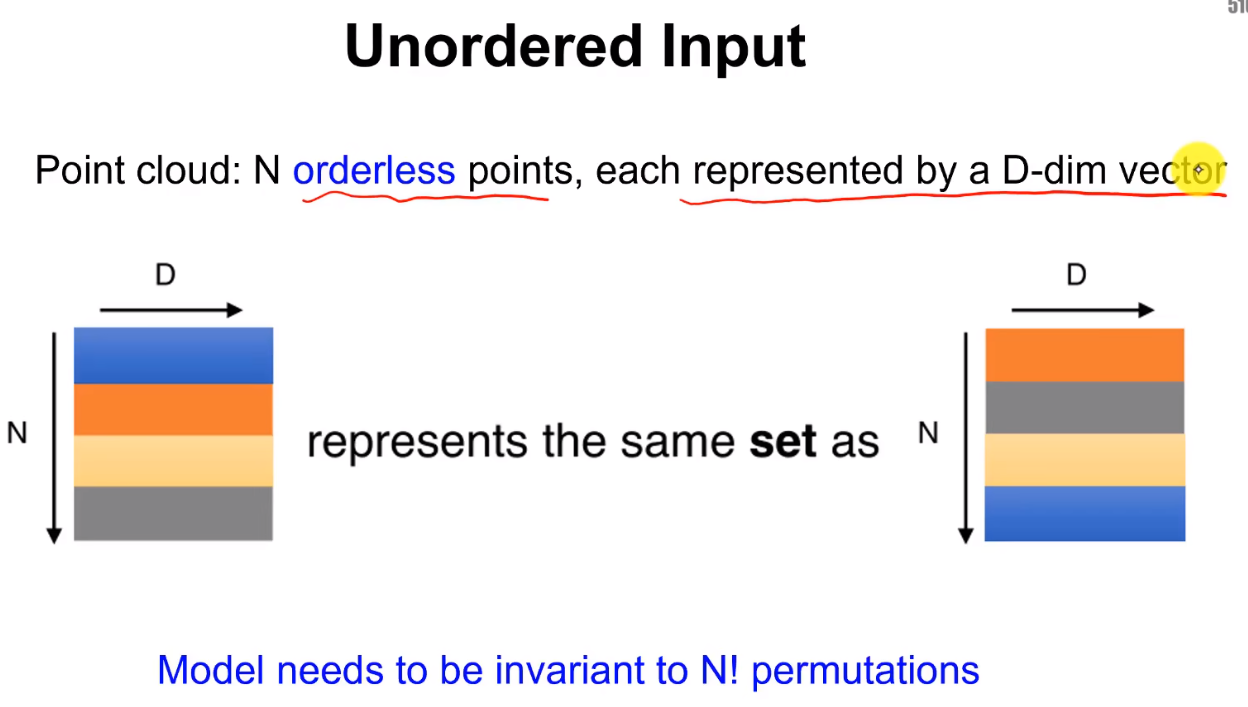 Unordered Input
Point cloud: N orderless points, each represented by a D-dim vector
D
D
N
represents the same set as
N
Model needs to be invariant to N! permutations